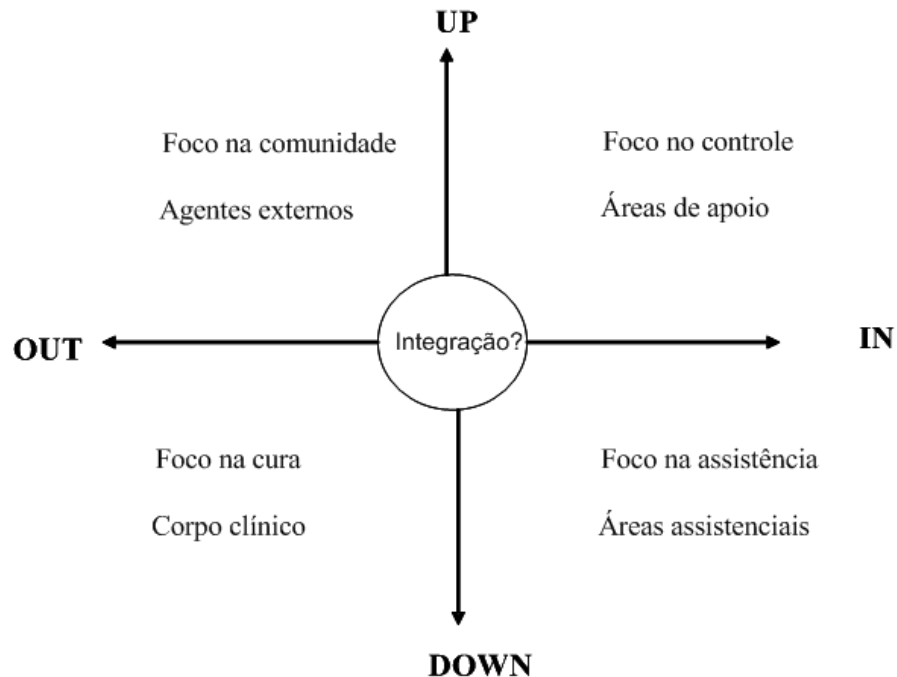 UP
Foco na comunidade
Foco no controle
Agentes externos
Áreas de apoio
OUT
Integração?
IN
Foco na cura
Foco na assistência
Corpo clínico
Áreas assistenciais
DOWN